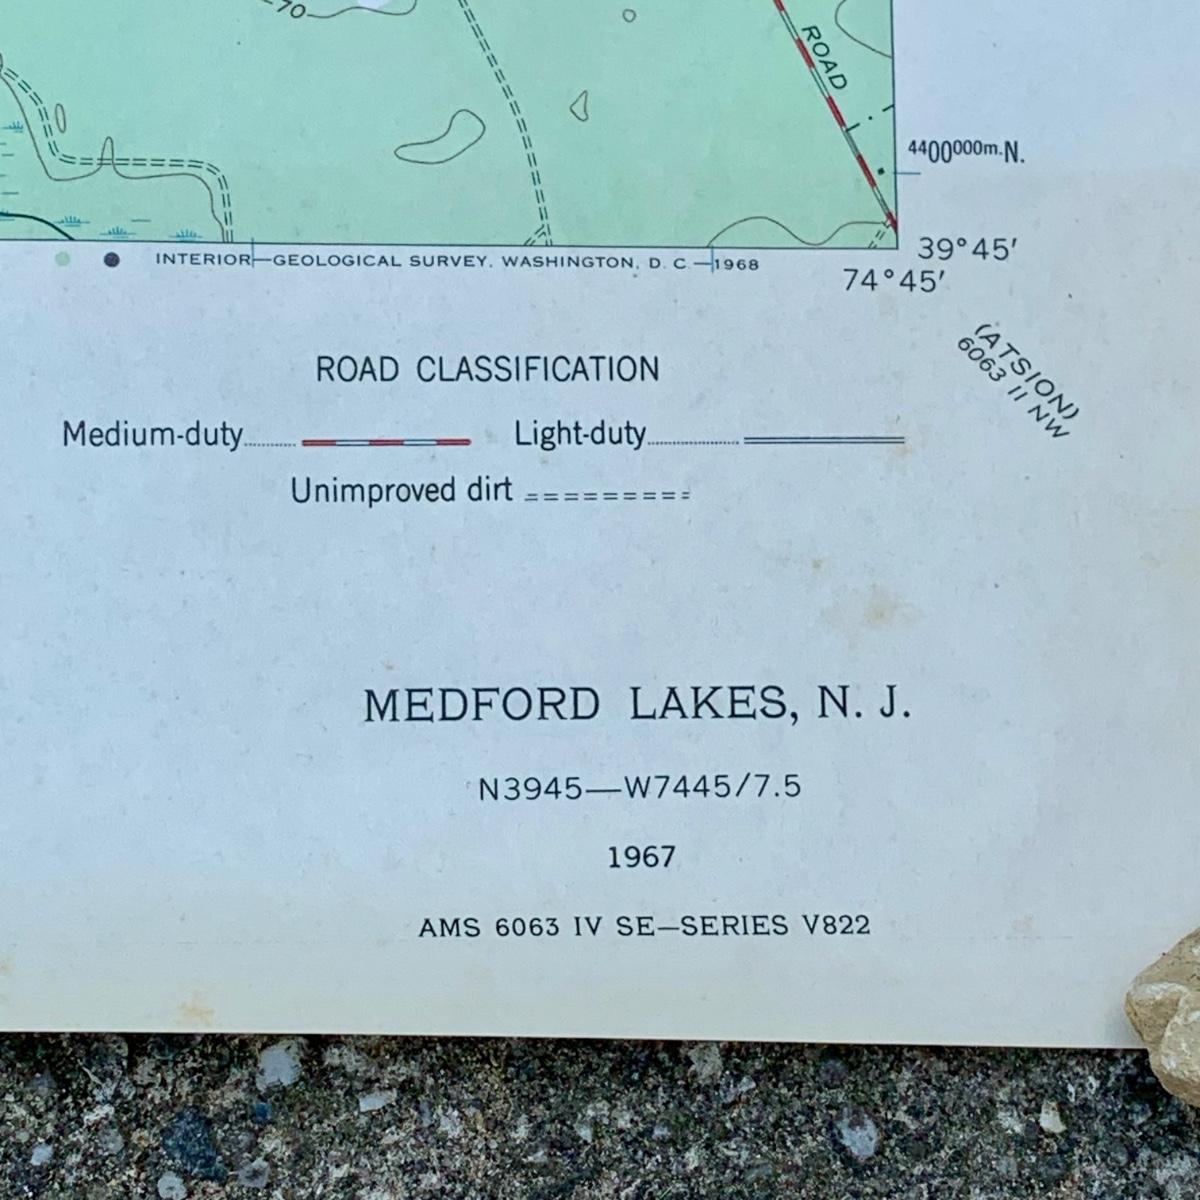 70
ROAD
4400000m.N.
39°45′
INTERIOR—GEOLOGICAL SURVEY, WASHINGTON, D. C.—1968
74°45′
(ATSION)
6063 II NW
ROAD CLASSIFICATION
Medium-duty Light-duty
Unimproved dirt
MEDFORD LAKES, N. J.
N3945—W7445/7.5
1967
AMS 6063 IV SE—SERIES V822